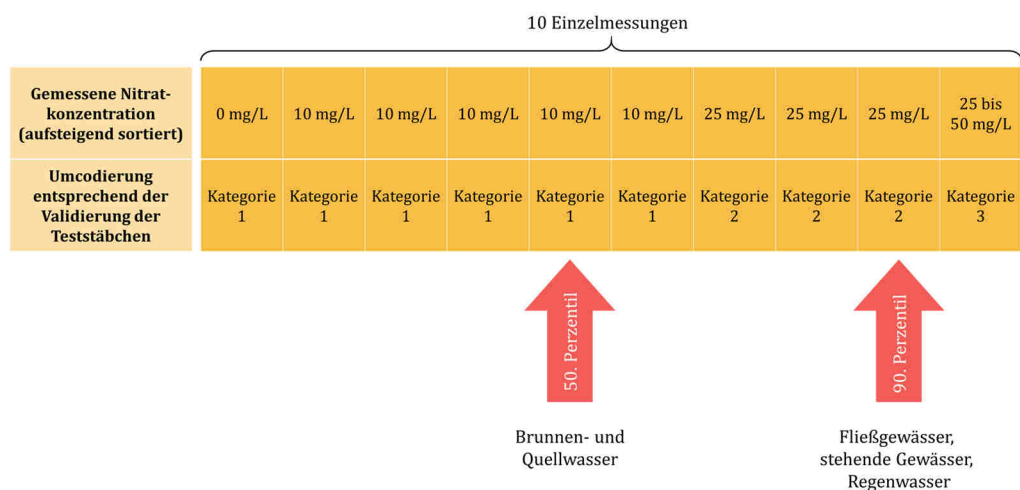 10 Einzelmessungen
Gemessene Nitrat-
konzentration
(aufsteigend sortiert)
0 mg/L
10 mg/L
10 mg/L
10 mg/L
10 mg/L
10 mg/L
25 mg/L
25 mg/L
25 mg/L
25 bis
50 mg/L
Umcodierung
entsprechend der
Validierung der
Teststäbchen
Kategorie
1
Kategorie
1
Kategorie
1
Kategorie
1
Kategorie
1
Kategorie
1
Kategorie
2
Kategorie
2
Kategorie
2
Kategorie
3
50. Perzentil
90. Perzentil
Brunnen- und
Quellwasser
Fließgewässer,
stehende Gewässer,
Regenwasser